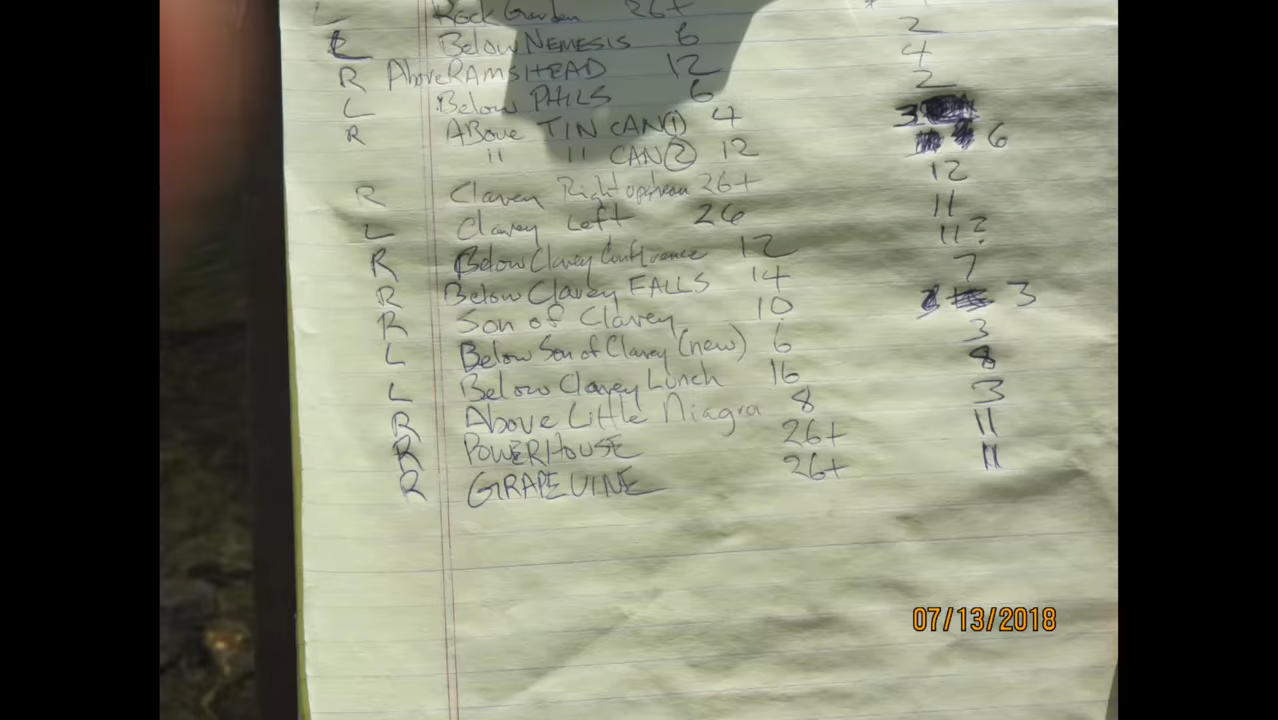 L Rock Garden 26+
L Below NEMESIS 6 2
R Above RAMSHEAD 12 4
L Below PHILS 6 2
R ABove TIN CAN① 4 3
" " CAN② 12 6
R Clavey Right upstream 26+ 12
L Clavey Left 26 11
R Below Clavey Confluence 12 11?
R Below Clavey FALLS 14 7
R Son of Clavey 10 3
L Below Son of Clavey (new) 6 3
L Below Clavey Lunch 16 8
R Above Little Niagra 8 3
R POWERHOUSE 26+ 11
R GRAPEVINE 26+ 11
07/13/2018